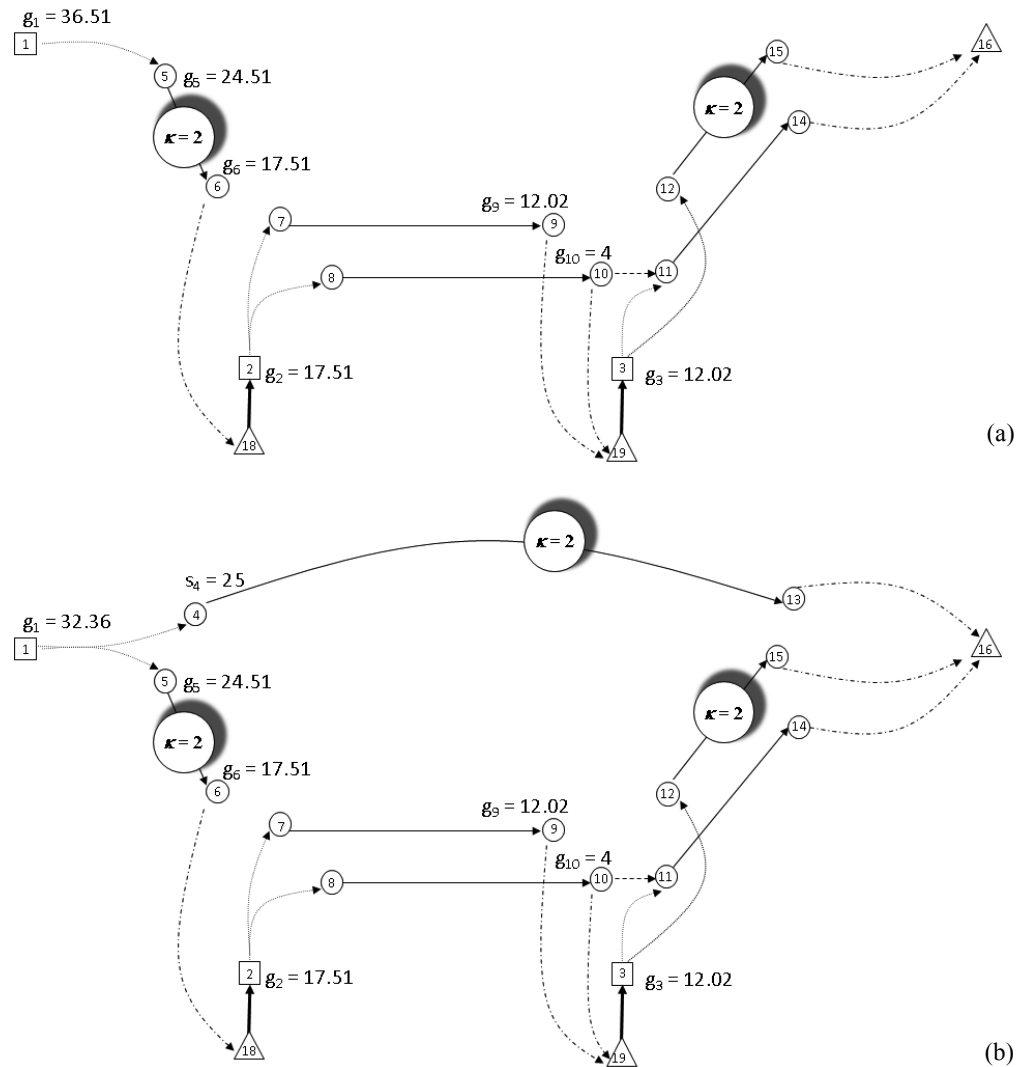 g1 = 36.51
1
15
16
5
g5 = 24.51
κ = 2
κ = 2
14
g6 = 17.51
6
12
g9 = 12.02
7
9
g10 = 4
8
10
11
2
g2 = 17.51
3
g3 = 12.02
18
19
(a)
κ = 2
s4 = 25
4
13
g1 = 32.36
1
15
16
5
g5 = 24.51
κ = 2
κ = 2
14
g6 = 17.51
6
12
g9 = 12.02
7
9
g10 = 4
8
10
11
2
g2 = 17.51
3
g3 = 12.02
18
19
(b)